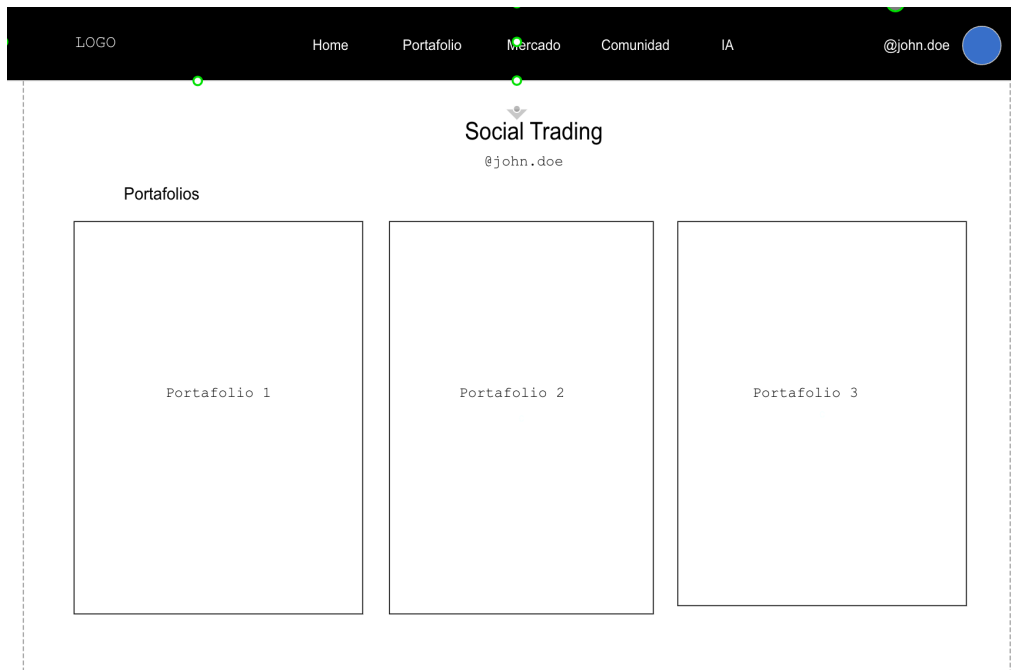 LOGO Home Portafolio Mercado Comunidad IA @john.doe
Social Trading
@john.doe
Portafolios
Portafolio 1 Portafolio 2 Portafolio 3